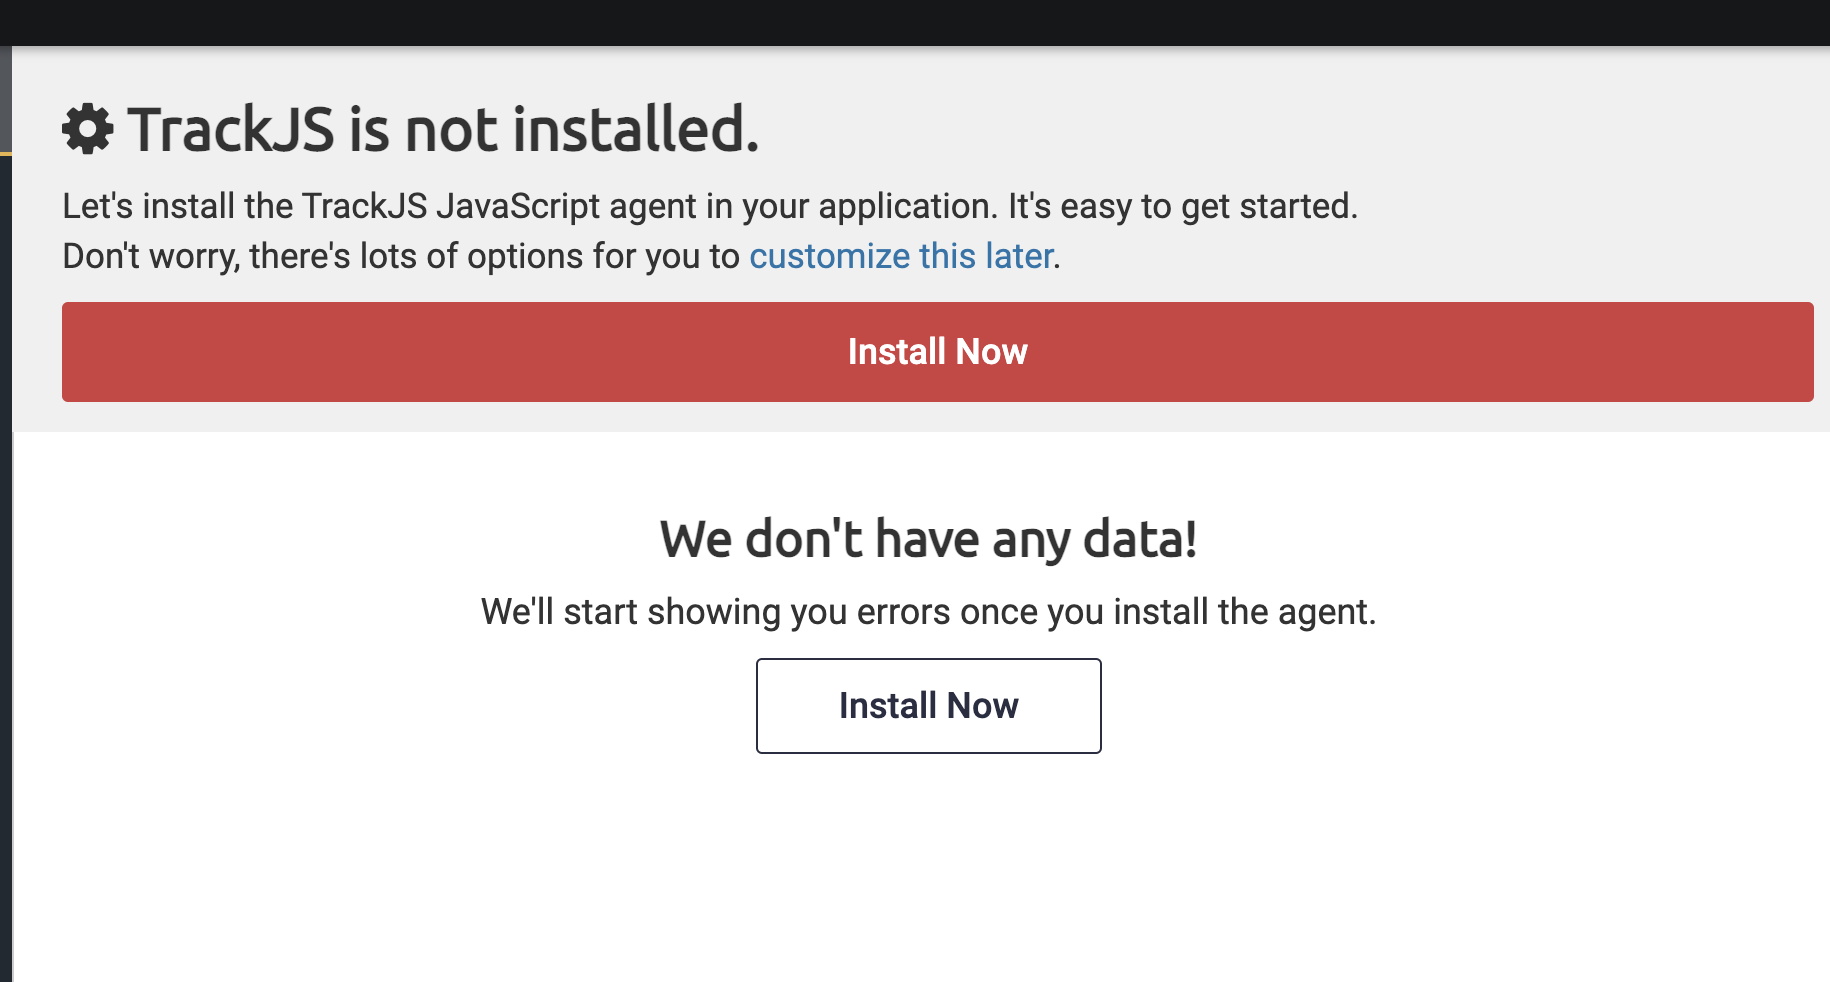 TrackJS is not installed.
Let's install the TrackJS JavaScript agent in your application. It's easy to get started.
Don't worry, there's lots of options for you to customize this later.
Install Now
We don't have any data!
We'll start showing you errors once you install the agent.
Install Now